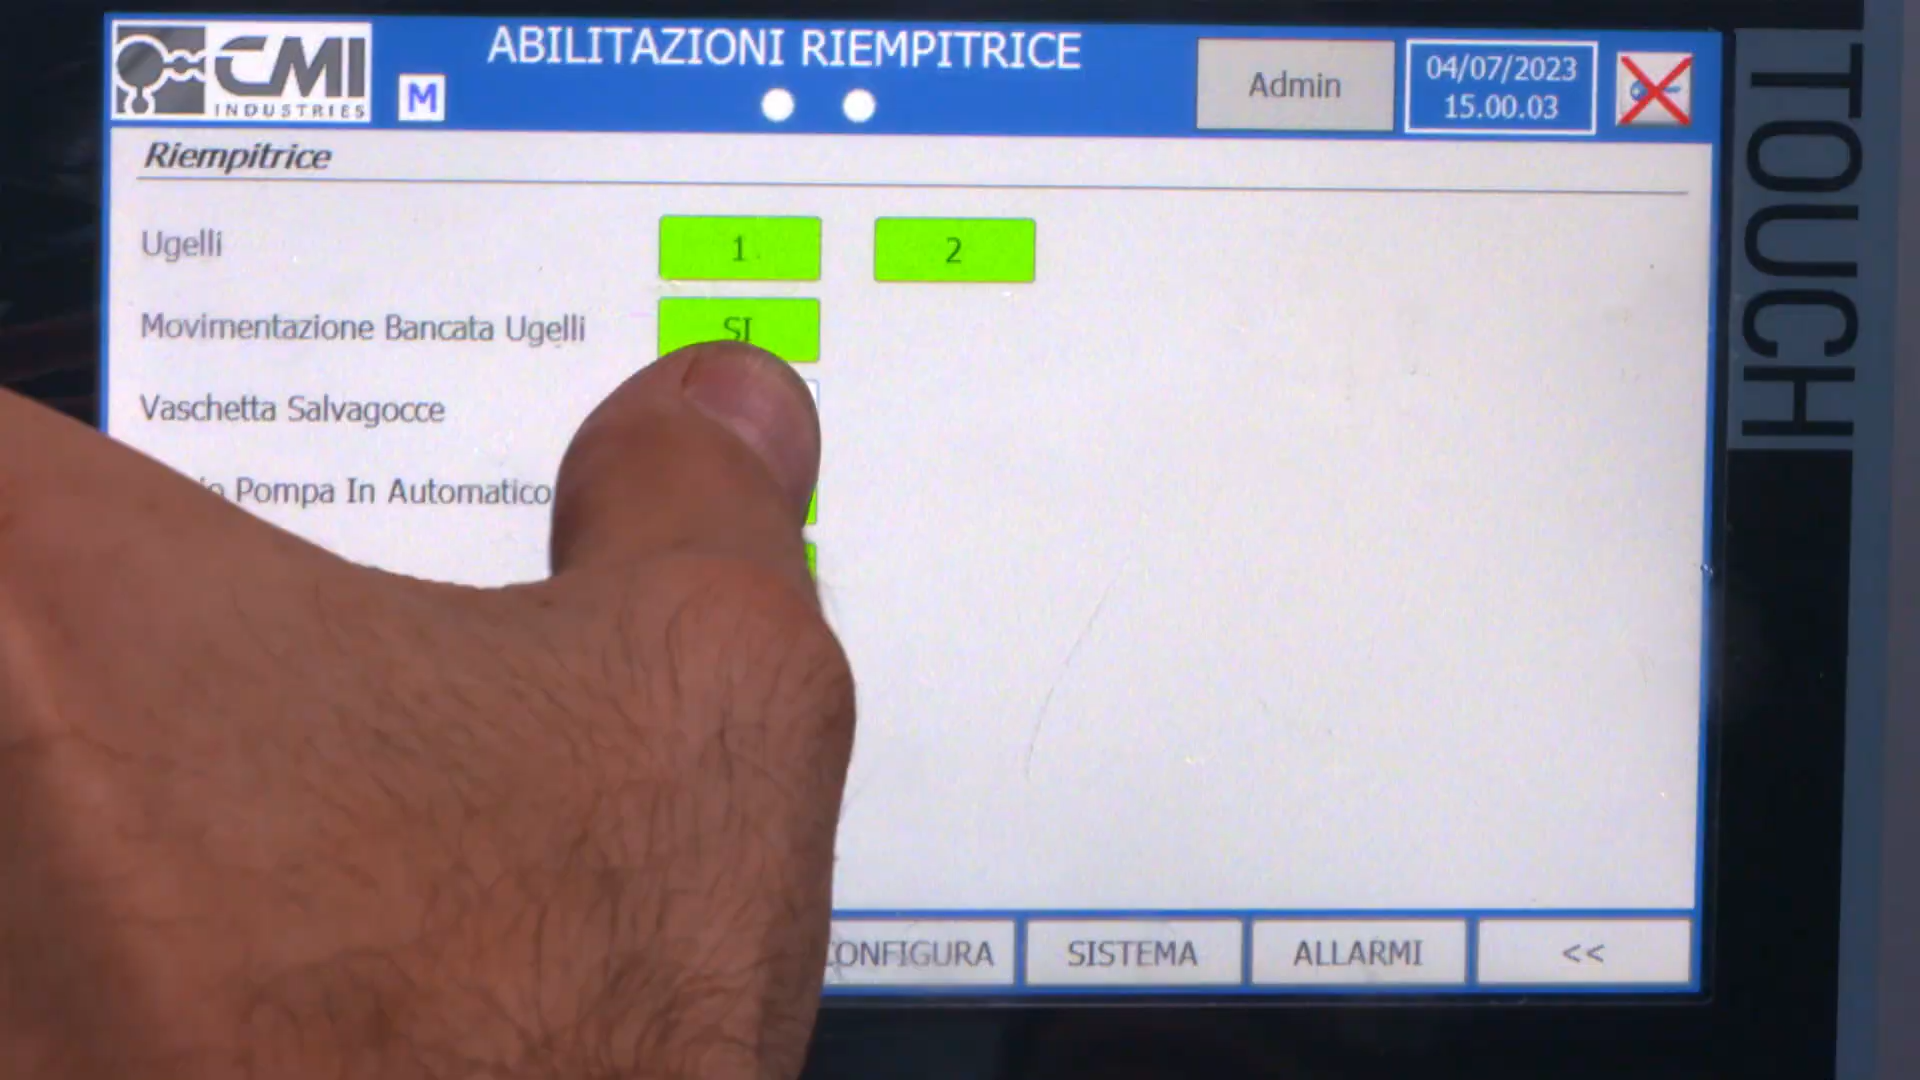 CMI
INDUSTRIES
M
ABILITAZIONI RIEMPITRICE
Admin
04/07/2023
15.00.03
Riempitrice
Ugelli
1
2
Movimentazione Bancata Ugelli
SI
Vaschetta Salvagocce
Pompa In Automatico
CONFIGURA
SISTEMA
ALLARMI
<<
TOUCH